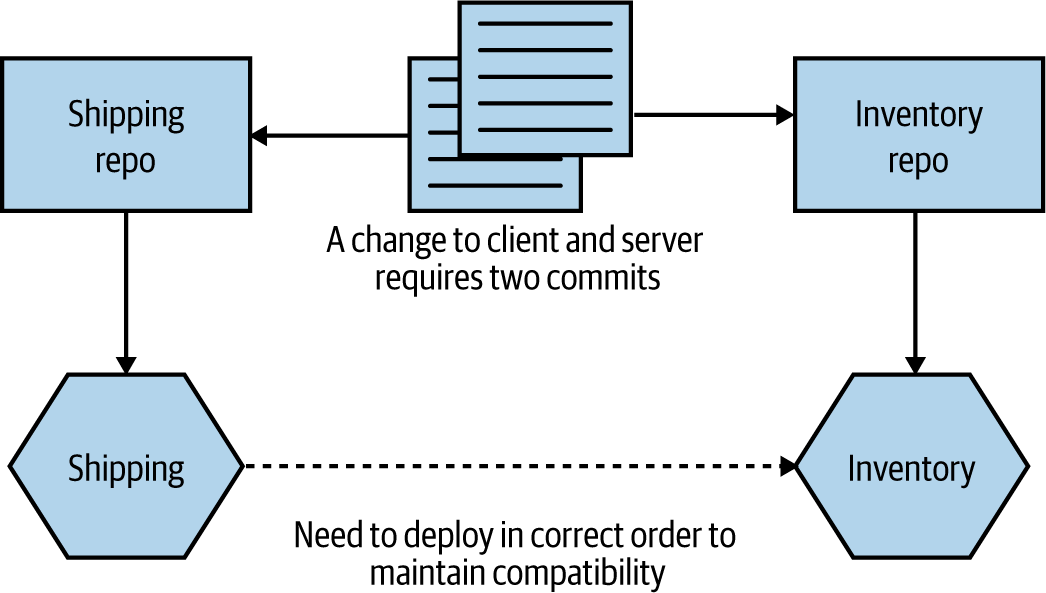 Shipping
repo
Inventory
repo
A change to client and server
requires two commits
Shipping
Inventory
Need to deploy in correct order to
maintain compatibility